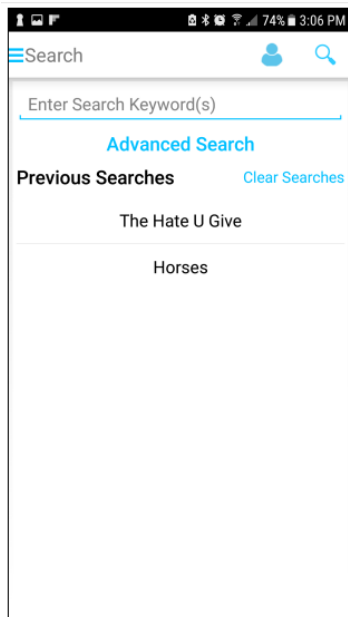 74% 3:06 PM
Search
Enter Search Keyword(s)
Advanced Search
Previous Searches Clear Searches
The Hate U Give
Horses